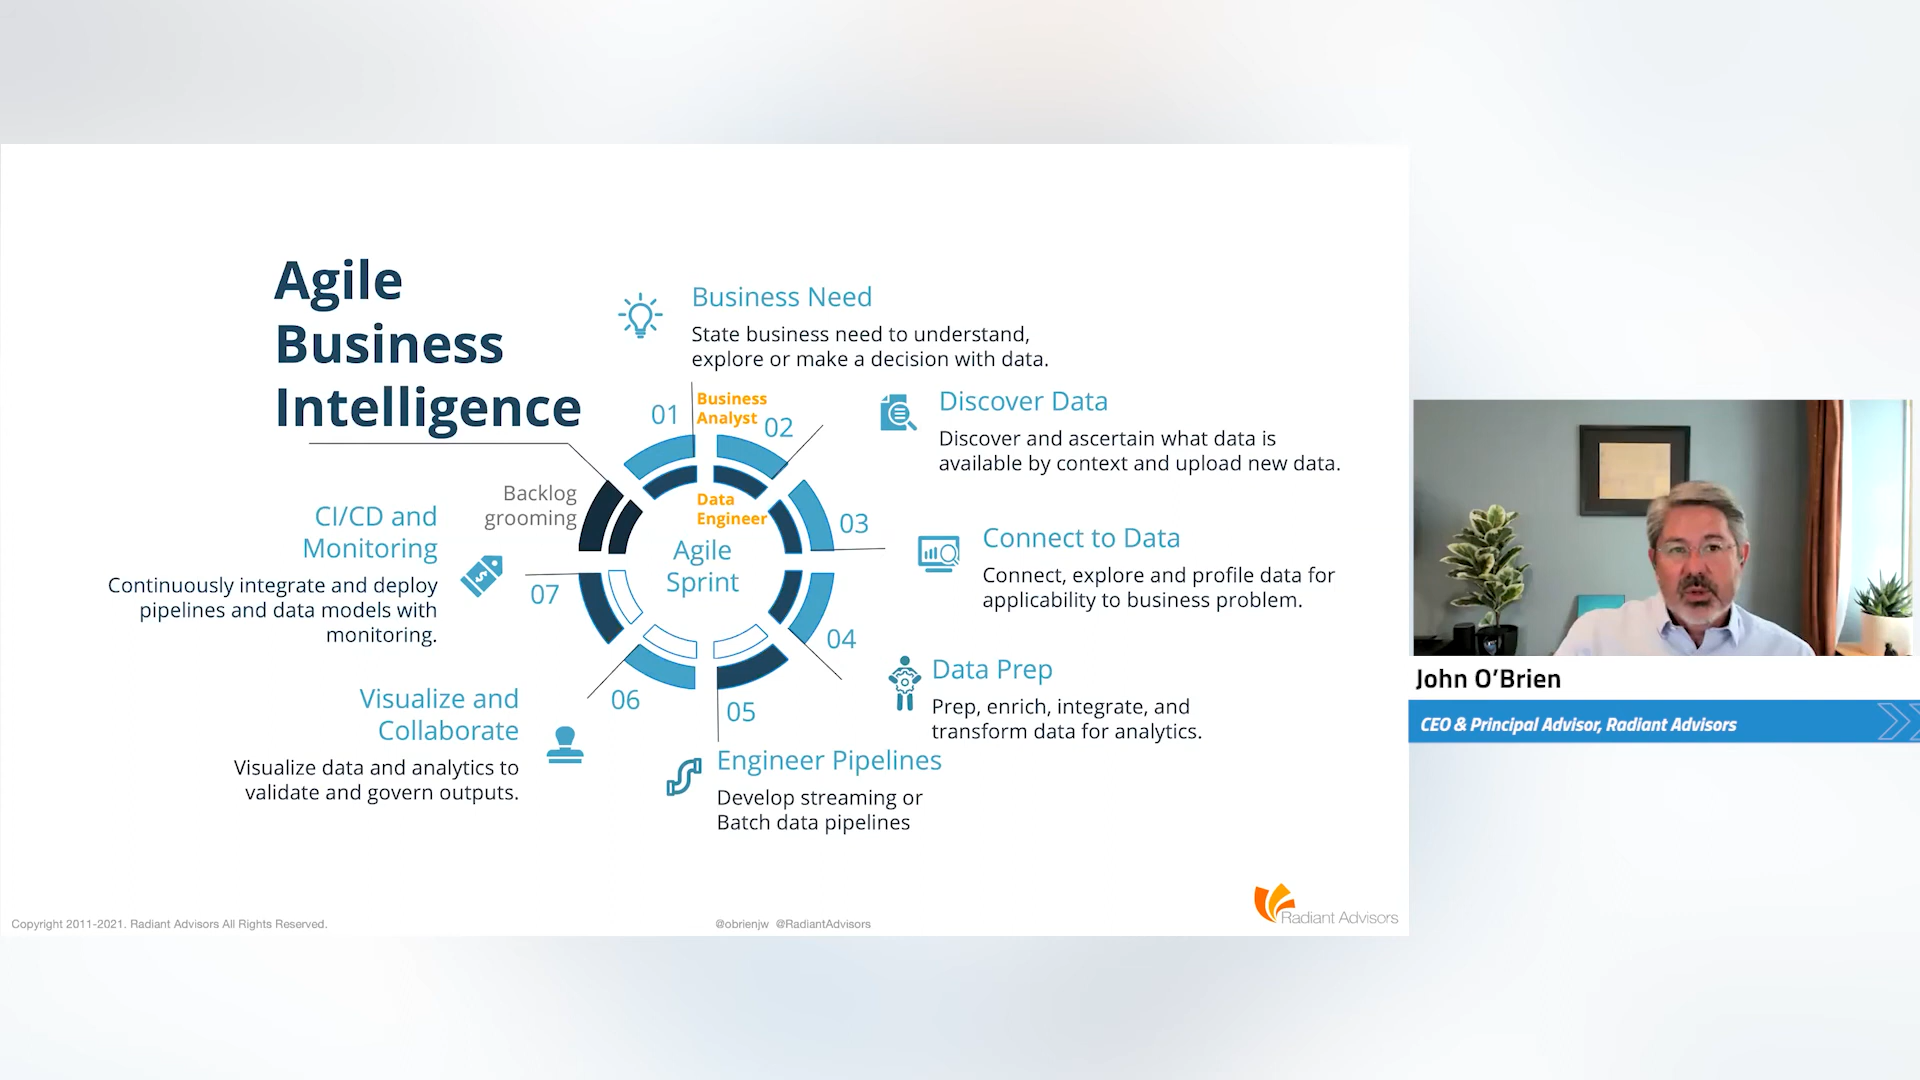 Agile
Business
Intelligence
Business Need
State business need to understand,
explore or make a decision with data.
01
Business
Analyst
02
Discover Data
Discover and ascertain what data is
available by context and upload new data.
Data
Engineer
Agile
Sprint
03
Connect to Data
Connect, explore and profile data for
applicability to business problem.
04
Data Prep
Prep, enrich, integrate, and
transform data for analytics.
05
Engineer Pipelines
Develop streaming or
Batch data pipelines
06
Visualize and
Collaborate
Visualize data and analytics to
validate and govern outputs.
07
CI/CD and
Monitoring
Continuously integrate and deploy
pipelines and data models with
monitoring.
Backlog
grooming
Copyright 2011-2021. Radiant Advisors All Rights Reserved.
@obrienjw @RadiantAdvisors
Radiant Advisors
John O'Brien
CEO & Principal Advisor, Radiant Advisors